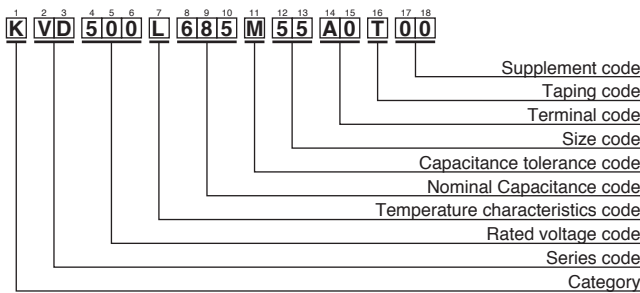 1 2 3 4 5 6 7 8 9 10 11 12 13 14 15 16 17 18
K VD 500 L 685 M 55 A0 T 00
Supplement code
Taping code
Terminal code
Size code
Capacitance tolerance code
Nominal Capacitance code
Temperature characteristics code
Rated voltage code
Series code
Category